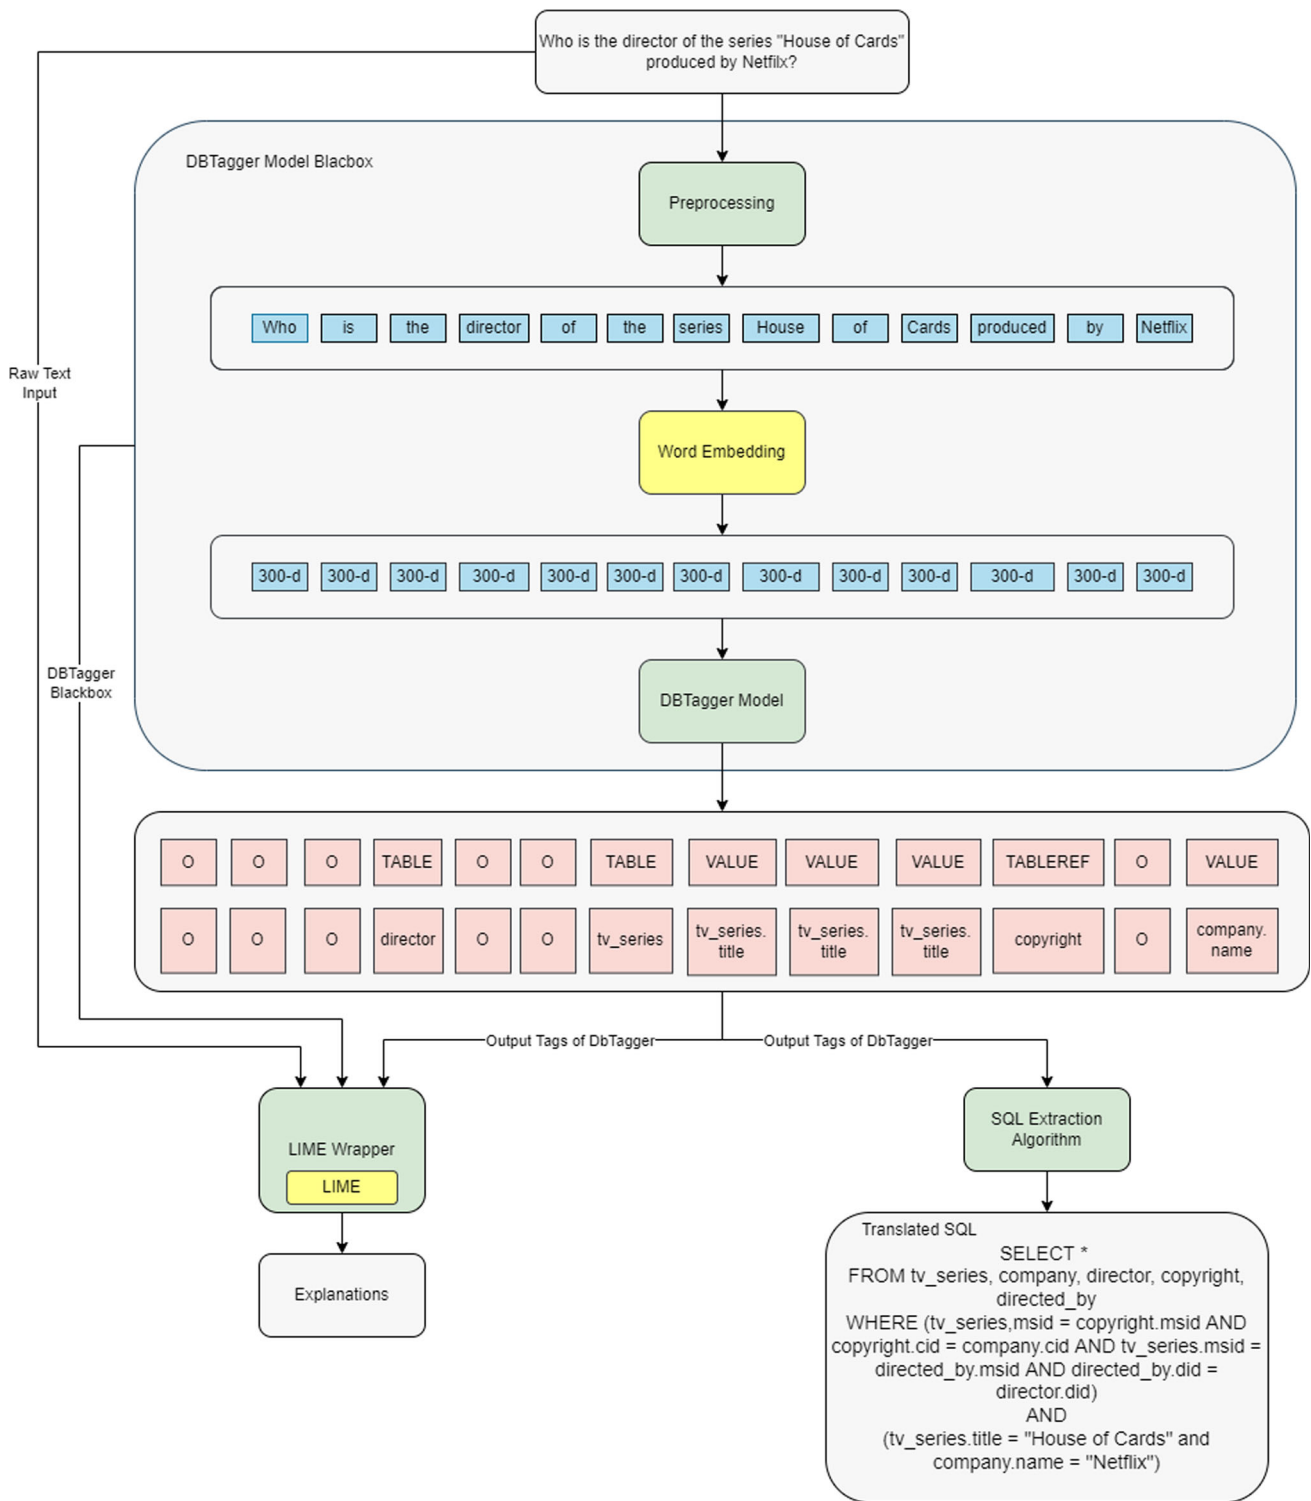 Who is the director of the series "House of Cards"
produced by Netfilx?
DBTagger Model Blacbox
Preprocessing
Who is the director of the series House of Cards produced by Netflix
Raw Text
Input
Word Embedding
300-d 300-d 300-d 300-d 300-d 300-d 300-d 300-d 300-d 300-d 300-d 300-d 300-d
DBTagger
Blackbox
DBTagger Model
O O O TABLE O O TABLE VALUE VALUE VALUE TABLEREF O VALUE
O O O director O O tv_series tv_series. title tv_series. title tv_series. title copyright O company. name
Output Tags of DbTagger Output Tags of DbTagger
LIME Wrapper
LIME
Explanations
SQL Extraction
Algorithm
Translated SQL
SELECT *
FROM tv_series, company, director, copyright,
directed_by
WHERE (tv_series,msid = copyright.msid AND
copyright.cid = company.cid AND tv_series.msid =
directed_by.msid AND directed_by.did =
director.did)
AND
(tv_series.title = "House of Cards" and
company.name = "Netflix")